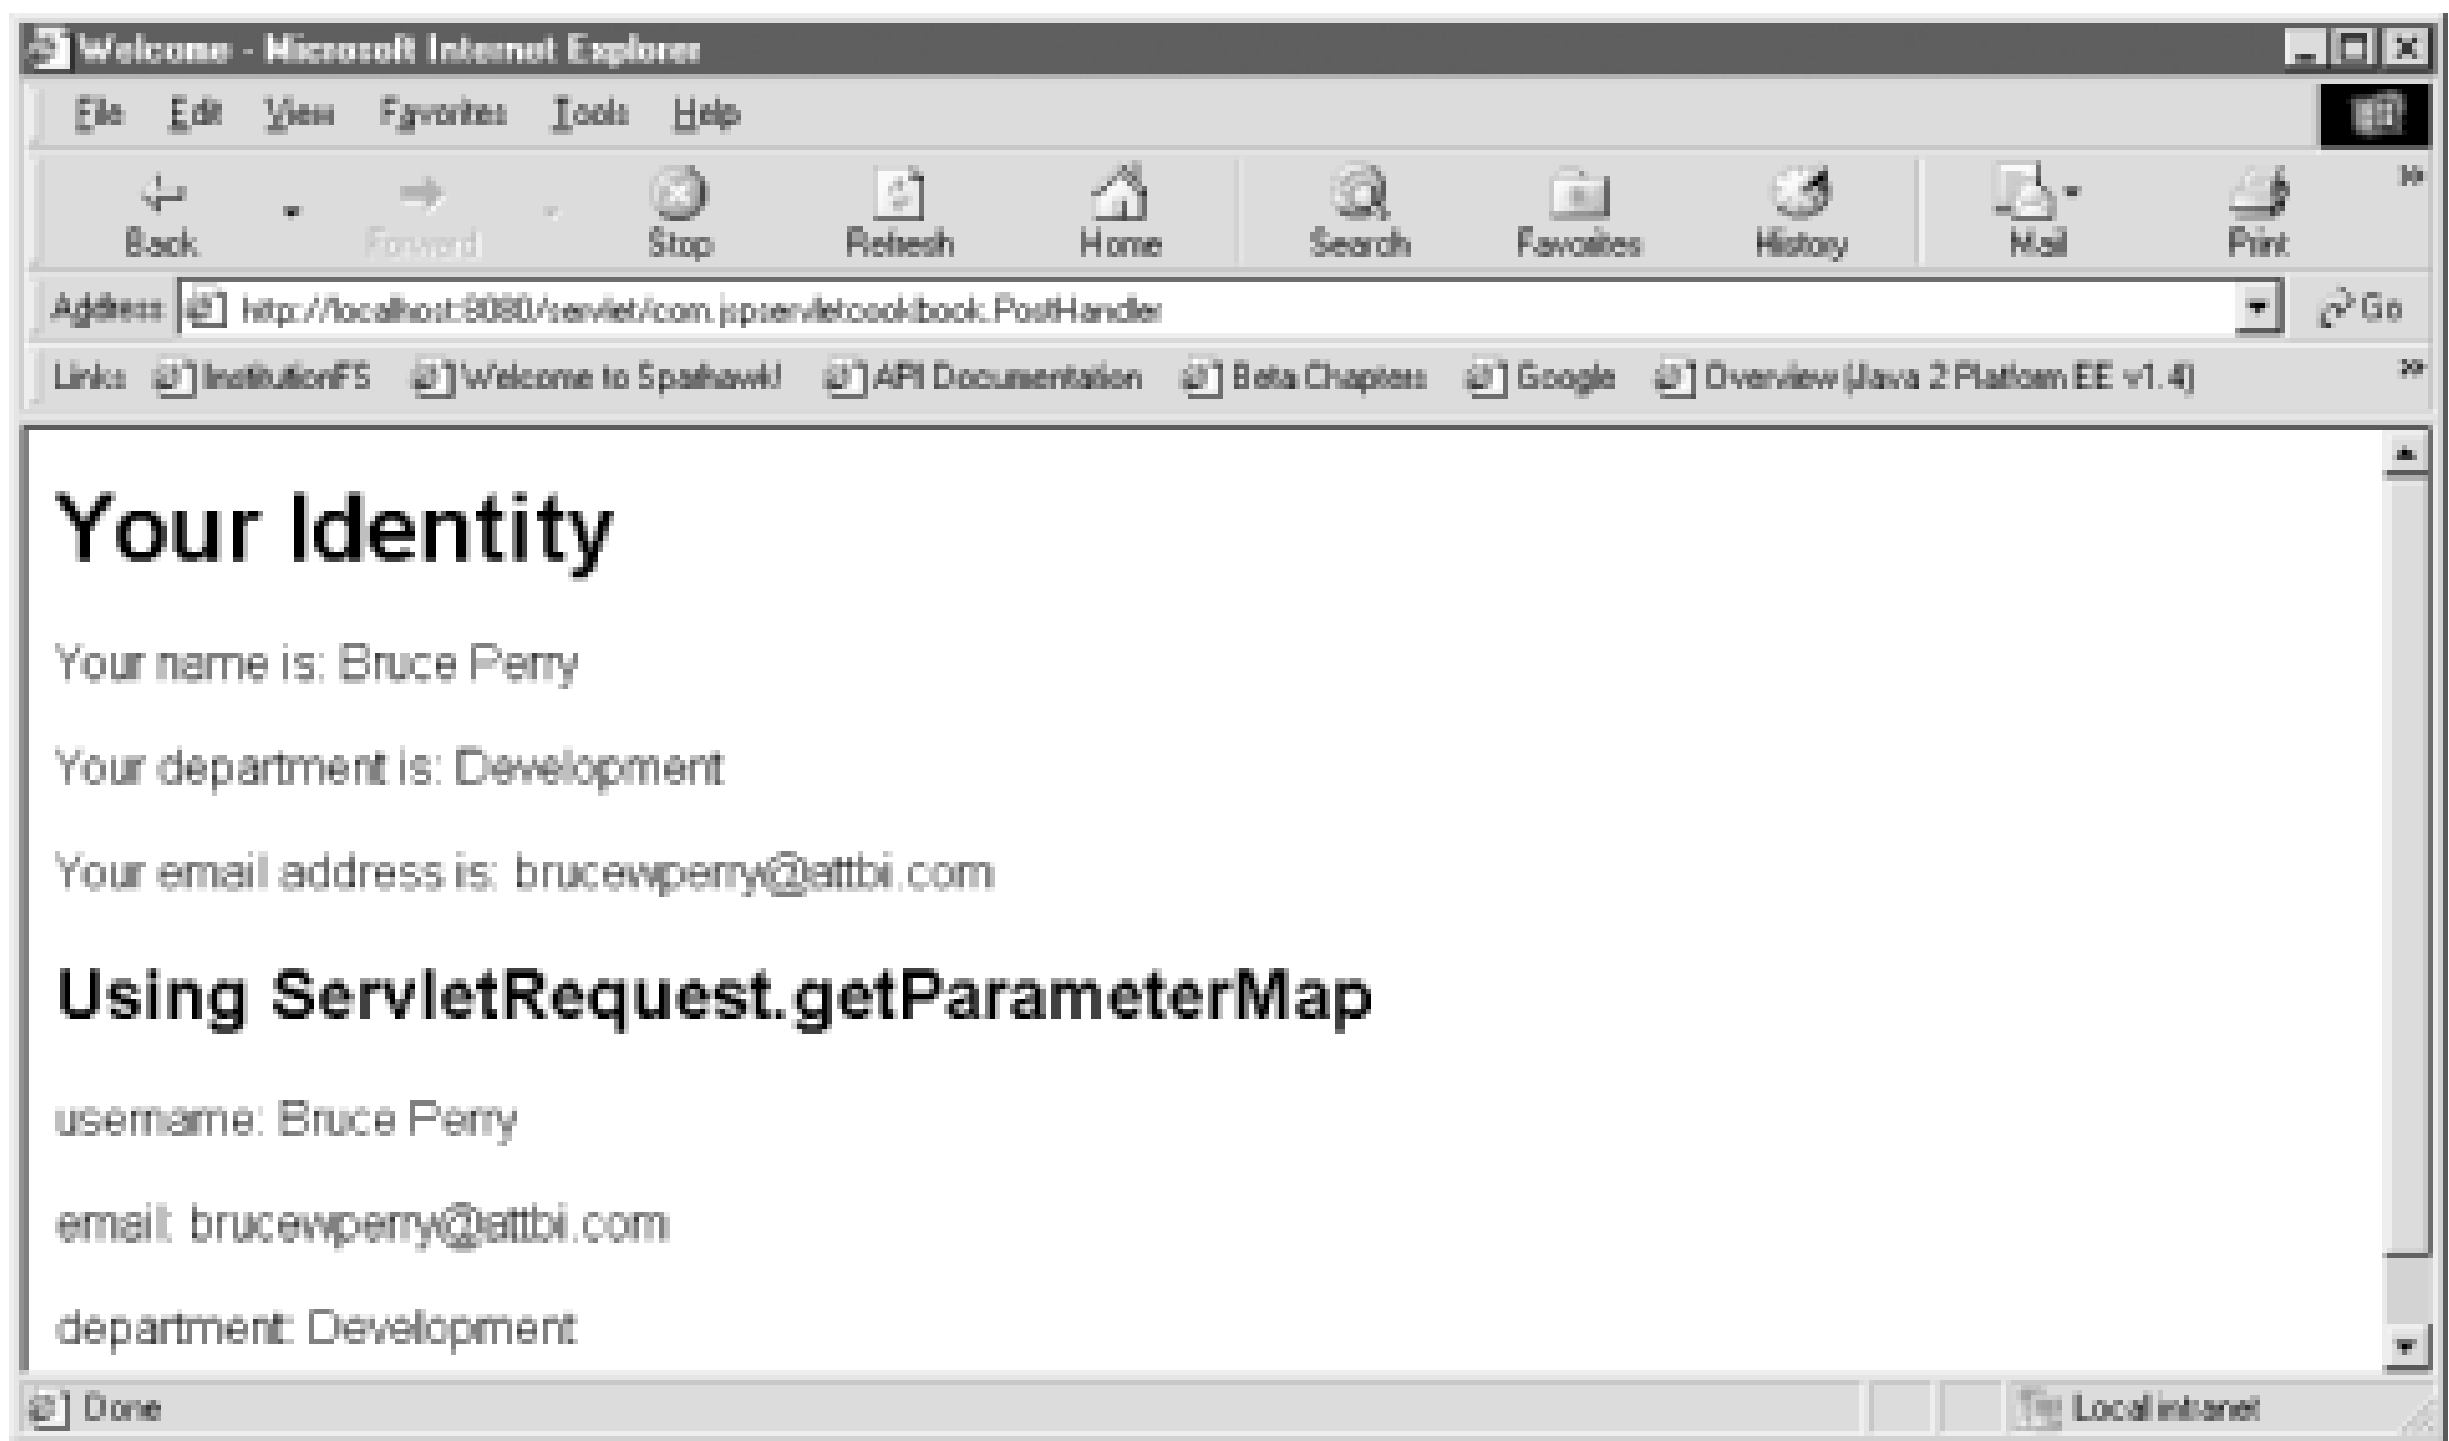 Welcome - Microsoft Internet Explorer
File Edit View Favorites Tools Help
Back Forward Stop Refresh Home Search Favorites History Mail Print
Address http://localhost:8080/servlet/com.jspservletcookbook.PostHandler Go
Links InstitutionFS Welcome to Sparhawk! API Documentation Beta Chapters Google Overview (Java 2 Platform EE v1.4)
Your Identity
Your name is: Bruce Perry
Your department is: Development
Your email address is: brucewperry@attbi.com
Using ServletRequest.getParameterMap
username: Bruce Perry
email: brucewperry@attbi.com
department: Development
Done Local intranet